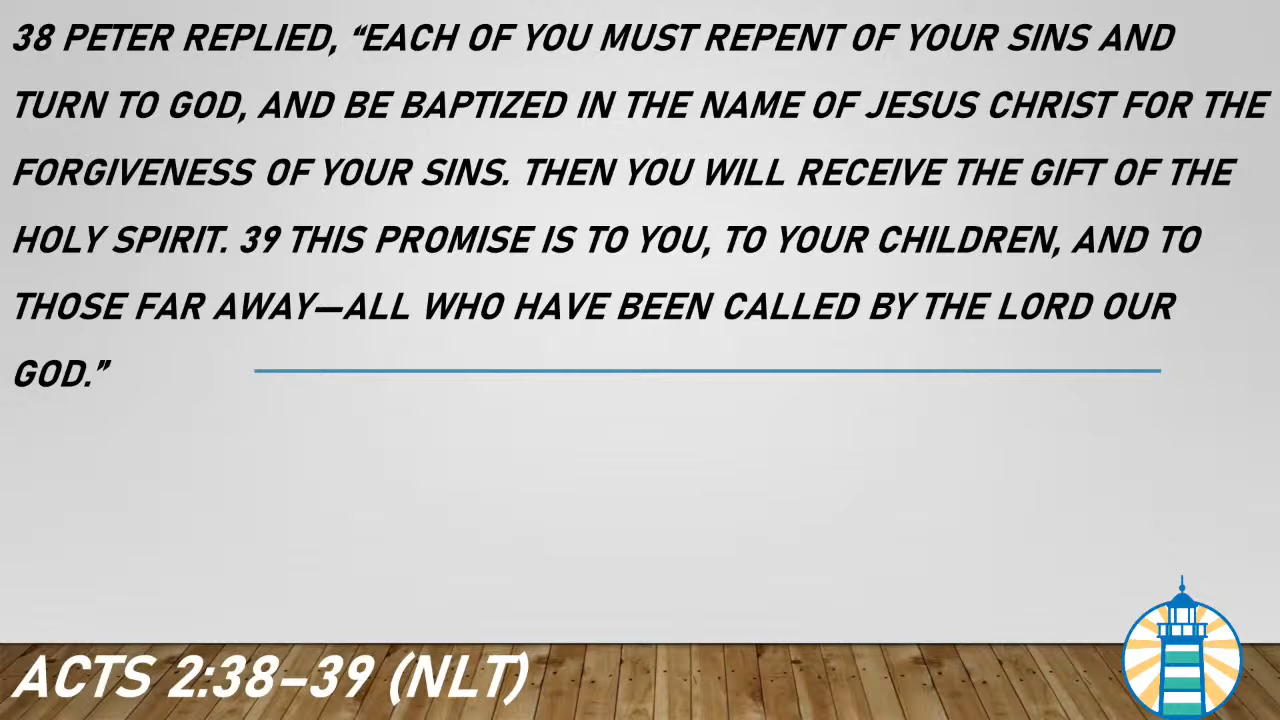 38 PETER REPLIED, “EACH OF YOU MUST REPENT OF YOUR SINS AND
TURN TO GOD, AND BE BAPTIZED IN THE NAME OF JESUS CHRIST FOR THE
FORGIVENESS OF YOUR SINS. THEN YOU WILL RECEIVE THE GIFT OF THE
HOLY SPIRIT. 39 THIS PROMISE IS TO YOU, TO YOUR CHILDREN, AND TO
THOSE FAR AWAY—ALL WHO HAVE BEEN CALLED BY THE LORD OUR
GOD.”
ACTS 2:38–39 (NLT)